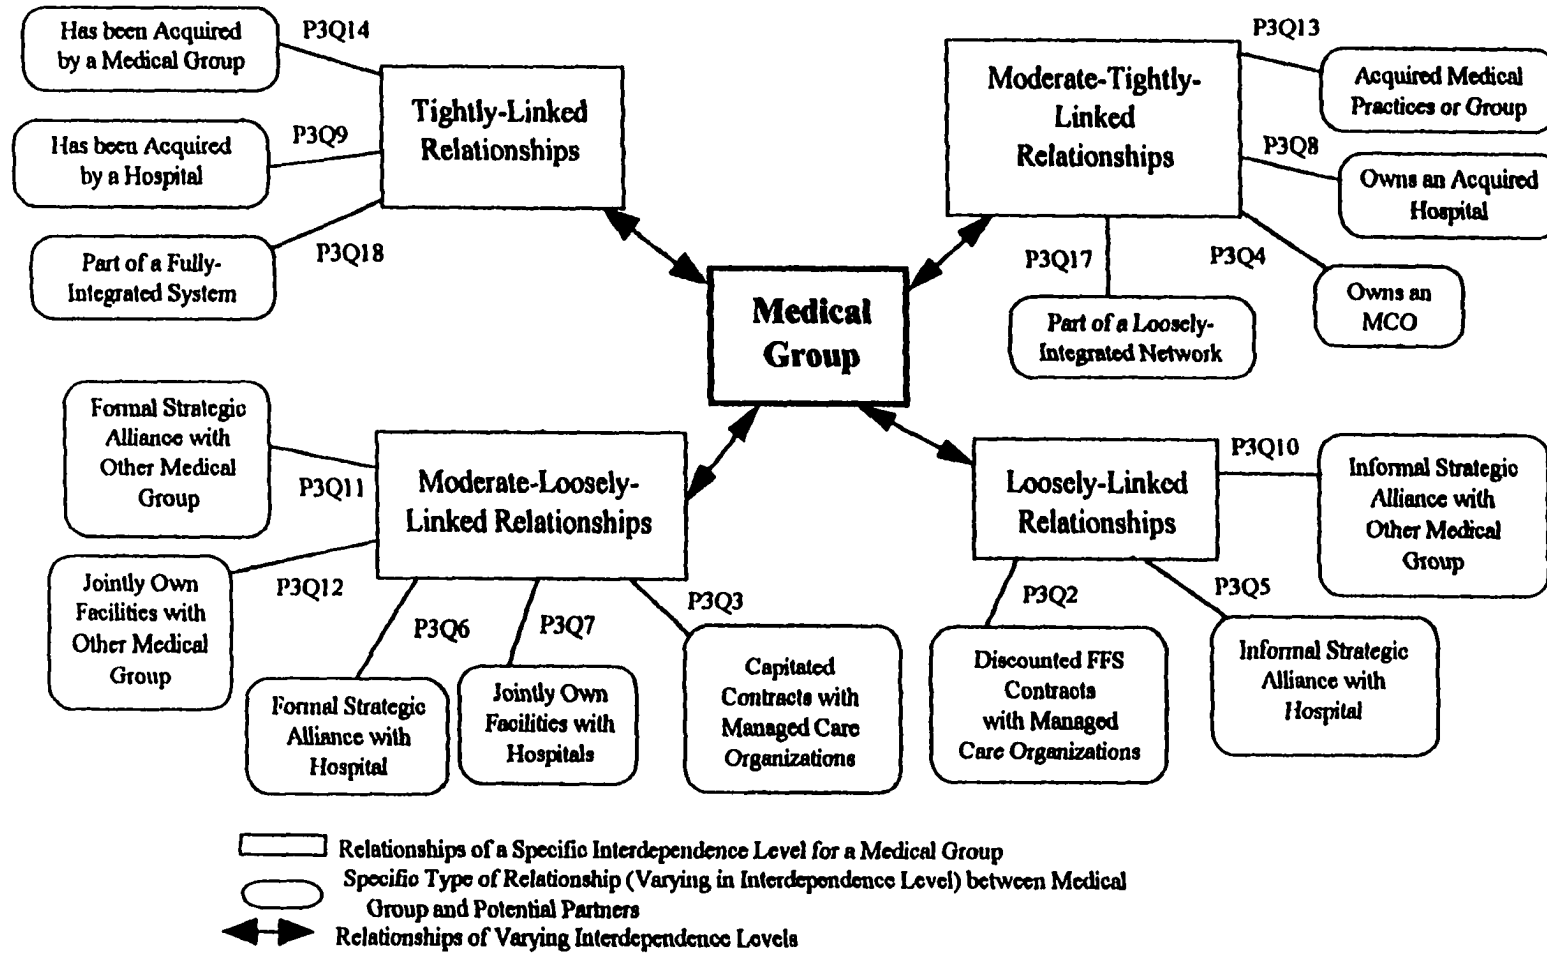 Has been Acquired
by a Medical Group
P3Q14
Has been Acquired
by a Hospital
P3Q9
Part of a Fully-
Integrated System
P3Q18
Tightly-Linked
Relationships
Moderate-Tightly-
Linked
Relationships
P3Q13
Acquired Medical
Practices or Group
P3Q8
Owns an Acquired
Hospital
P3Q4
Owns an
MCO
P3Q17
Part of a Loosely-
Integrated Network
Medical
Group
Formal Strategic
Alliance with
Other Medical
Group
P3Q11
Jointly Own
Facilities with
Other Medical
Group
P3Q12
Moderate-Loosely-
Linked Relationships
P3Q6
Formal Strategic
Alliance with
Hospital
P3Q7
Jointly Own
Facilities with
Hospitals
P3Q3
Capitated
Contracts with
Managed Care
Organizations
Loosely-Linked
Relationships
P3Q10
Informal Strategic
Alliance with
Other Medical
Group
P3Q2
Discounted FFS
Contracts
with Managed
Care Organizations
P3Q5
Informal Strategic
Alliance with
Hospital
Relationships of a Specific Interdependence Level for a Medical Group
Specific Type of Relationship (Varying in Interdependence Level) between Medical
Group and Potential Partners
Relationships of Varying Interdependence Levels